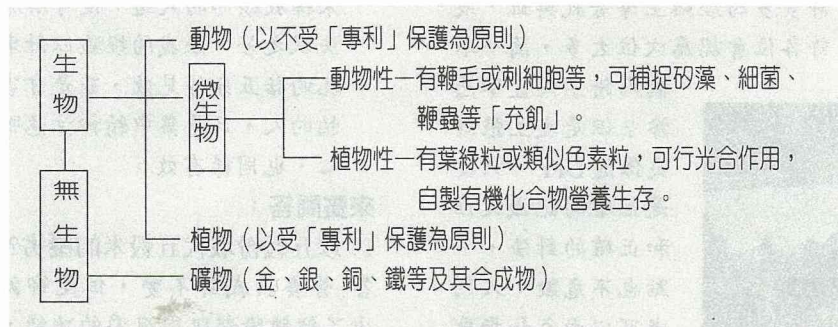 動物(以不受「專利」保護為原則)
生物
微生物
動物性—有鞭毛或刺細胞等,可捕捉矽藻、細菌、
鞭蟲等「充飢」。
植物性—有葉綠粒或類似色素粒,可行光合作用,
自製有機化合物營養生存。
無生物
植物(以受「專利」保護為原則)
礦物(金、銀、銅、鐵等及其合成物)